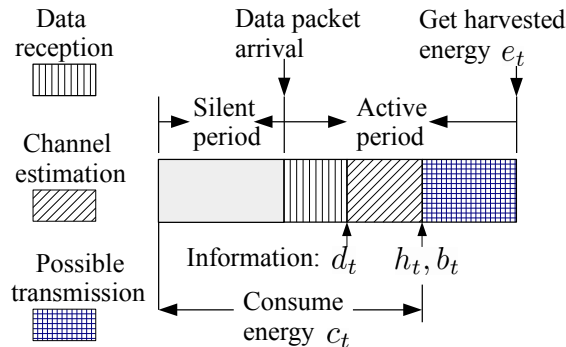 Data
reception
Data packet
arrival
Get harvested
energy e_t
Silent
period
Active
period
Channel
estimation
Information: d_t
h_t, b_t
Possible
transmission
Consume
energy c_t